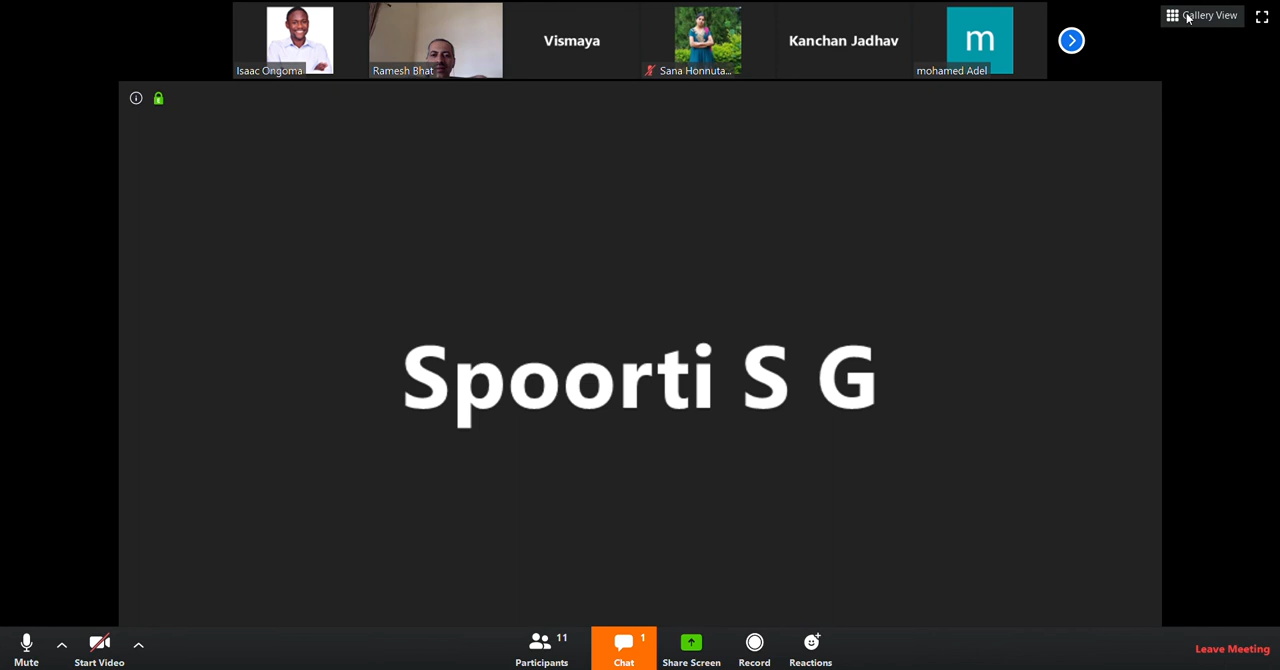 Gallery View
Vismaya
Kanchan Jadhav
m
Isaac Ongoma
Ramesh Bhat
Sana Honnuta...
mohamed Adel
Spoorti S G
11
1
Mute
Start Video
Participants
Chat
Share Screen
Record
Reactions
Leave Meeting